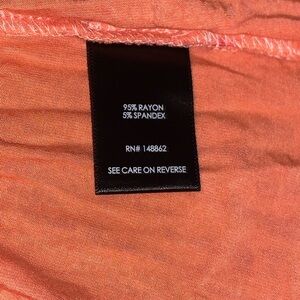 95% RAYON
5% SPANDEX
RN# 148862
SEE CARE ON REVERSE